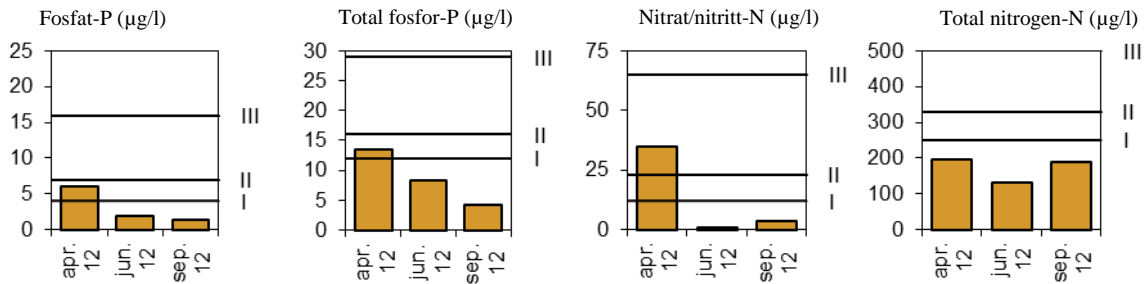 Fosfat-P (µg/l)
25
20
15
10
5
0
III
II
I
apr. 12
jun. 12
sep. 12
Total fosfor-P (µg/l)
30
25
20
15
10
5
0
III
II
I
apr. 12
jun. 12
sep. 12
Nitrat/nitritt-N (µg/l)
75
50
25
0
III
II
I
apr. 12
jun. 12
sep. 12
Total nitrogen-N (µg/l)
500
400
300
200
100
0
III
II
I
apr. 12
jun. 12
sep. 12